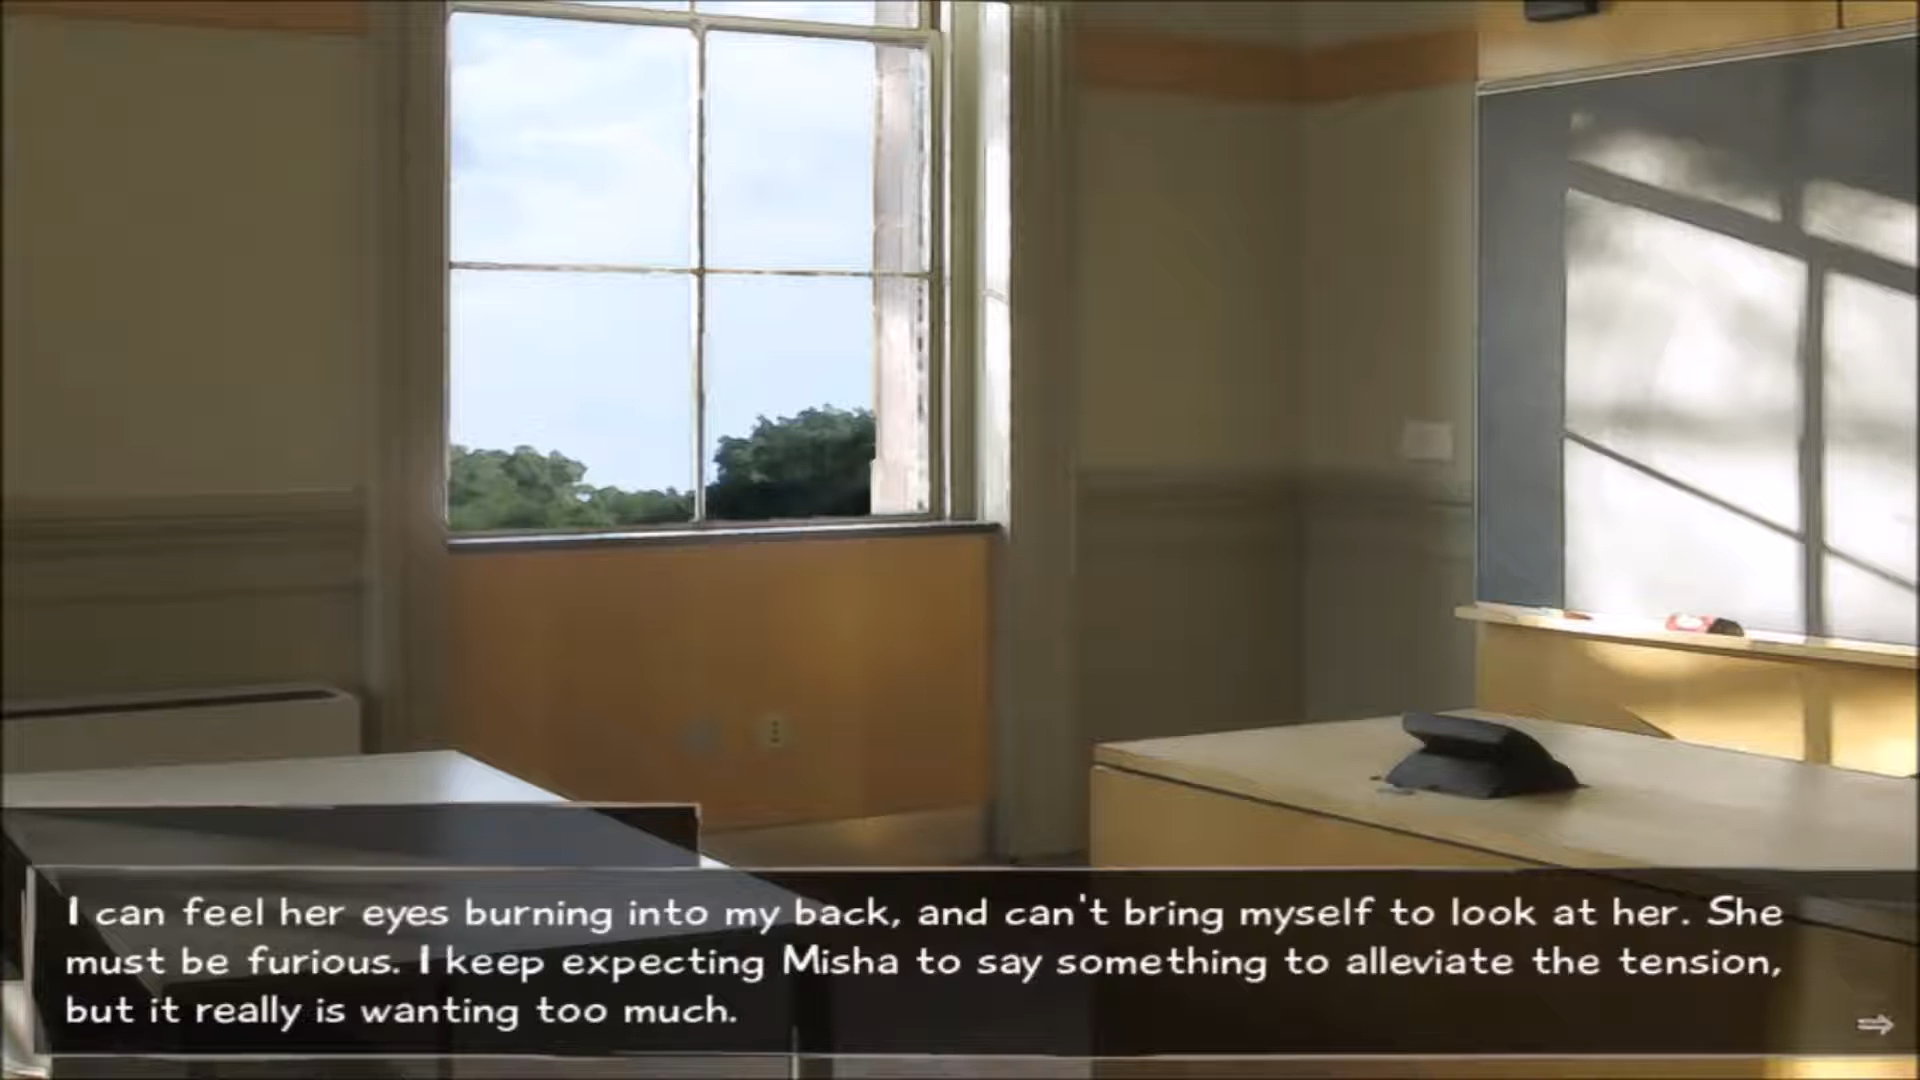 I can feel her eyes burning into my back, and can't bring myself to look at her. She
must be furious. I keep expecting Misha to say something to alleviate the tension,
but it really is wanting too much.